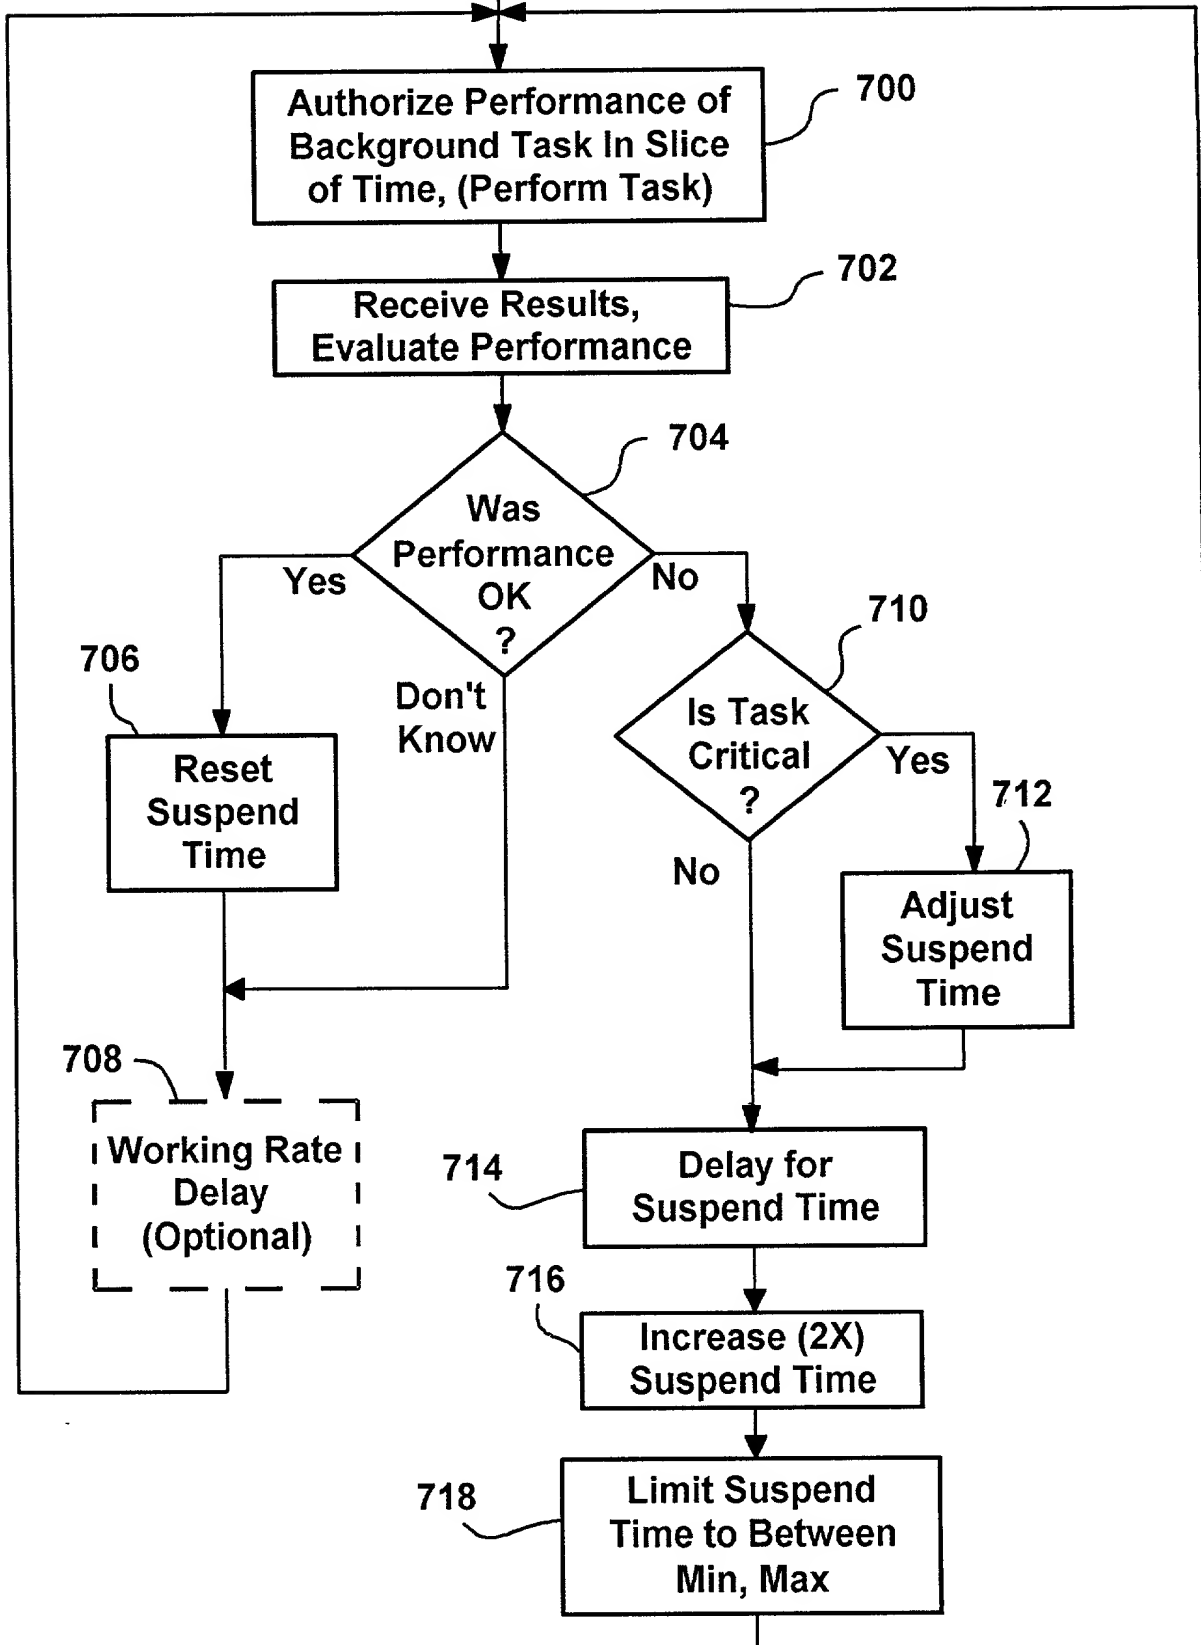 700
Authorize Performance of
Background Task In Slice
of Time, (Perform Task)
702
Receive Results,
Evaluate Performance
704
Was
Performance
OK
?
Yes
No
Don't
Know
706
Reset
Suspend
Time
710
Is Task
Critical
?
Yes
No
712
Adjust
Suspend
Time
708
Working Rate
Delay
(Optional)
714
Delay for
Suspend Time
716
Increase (2X)
Suspend Time
718
Limit Suspend
Time to Between
Min, Max